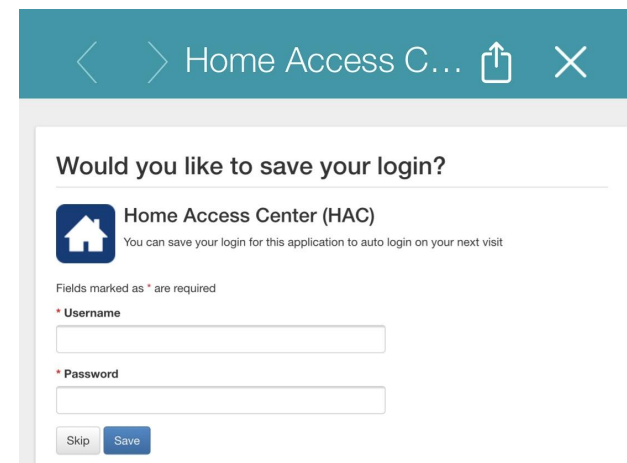 Home Access C...
Would you like to save your login?
Home Access Center (HAC)
You can save your login for this application to auto login on your next visit
Fields marked as * are required
* Username
* Password
Skip Save